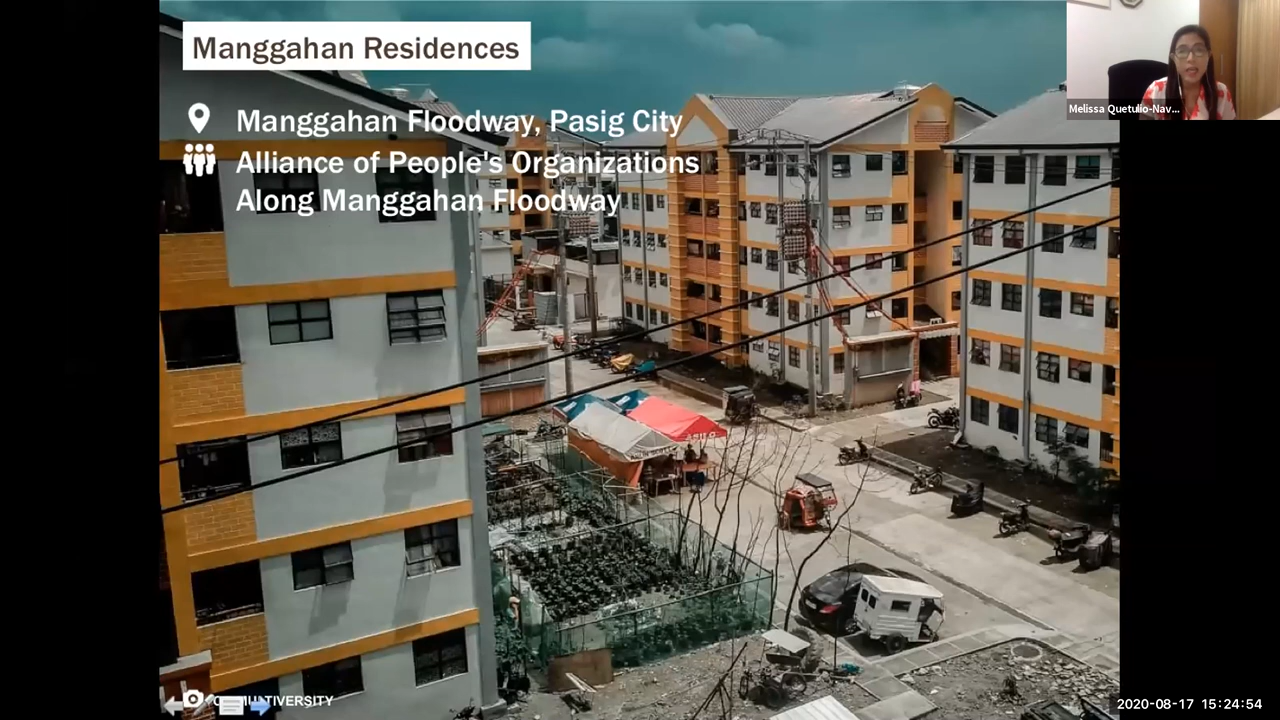 Manggahan Residences
Melissa Quetulio-Nav...
Manggahan Floodway, Pasig City
Alliance of People's Organizations
Along Manggahan Floodway
2020-08-17 15:24:54